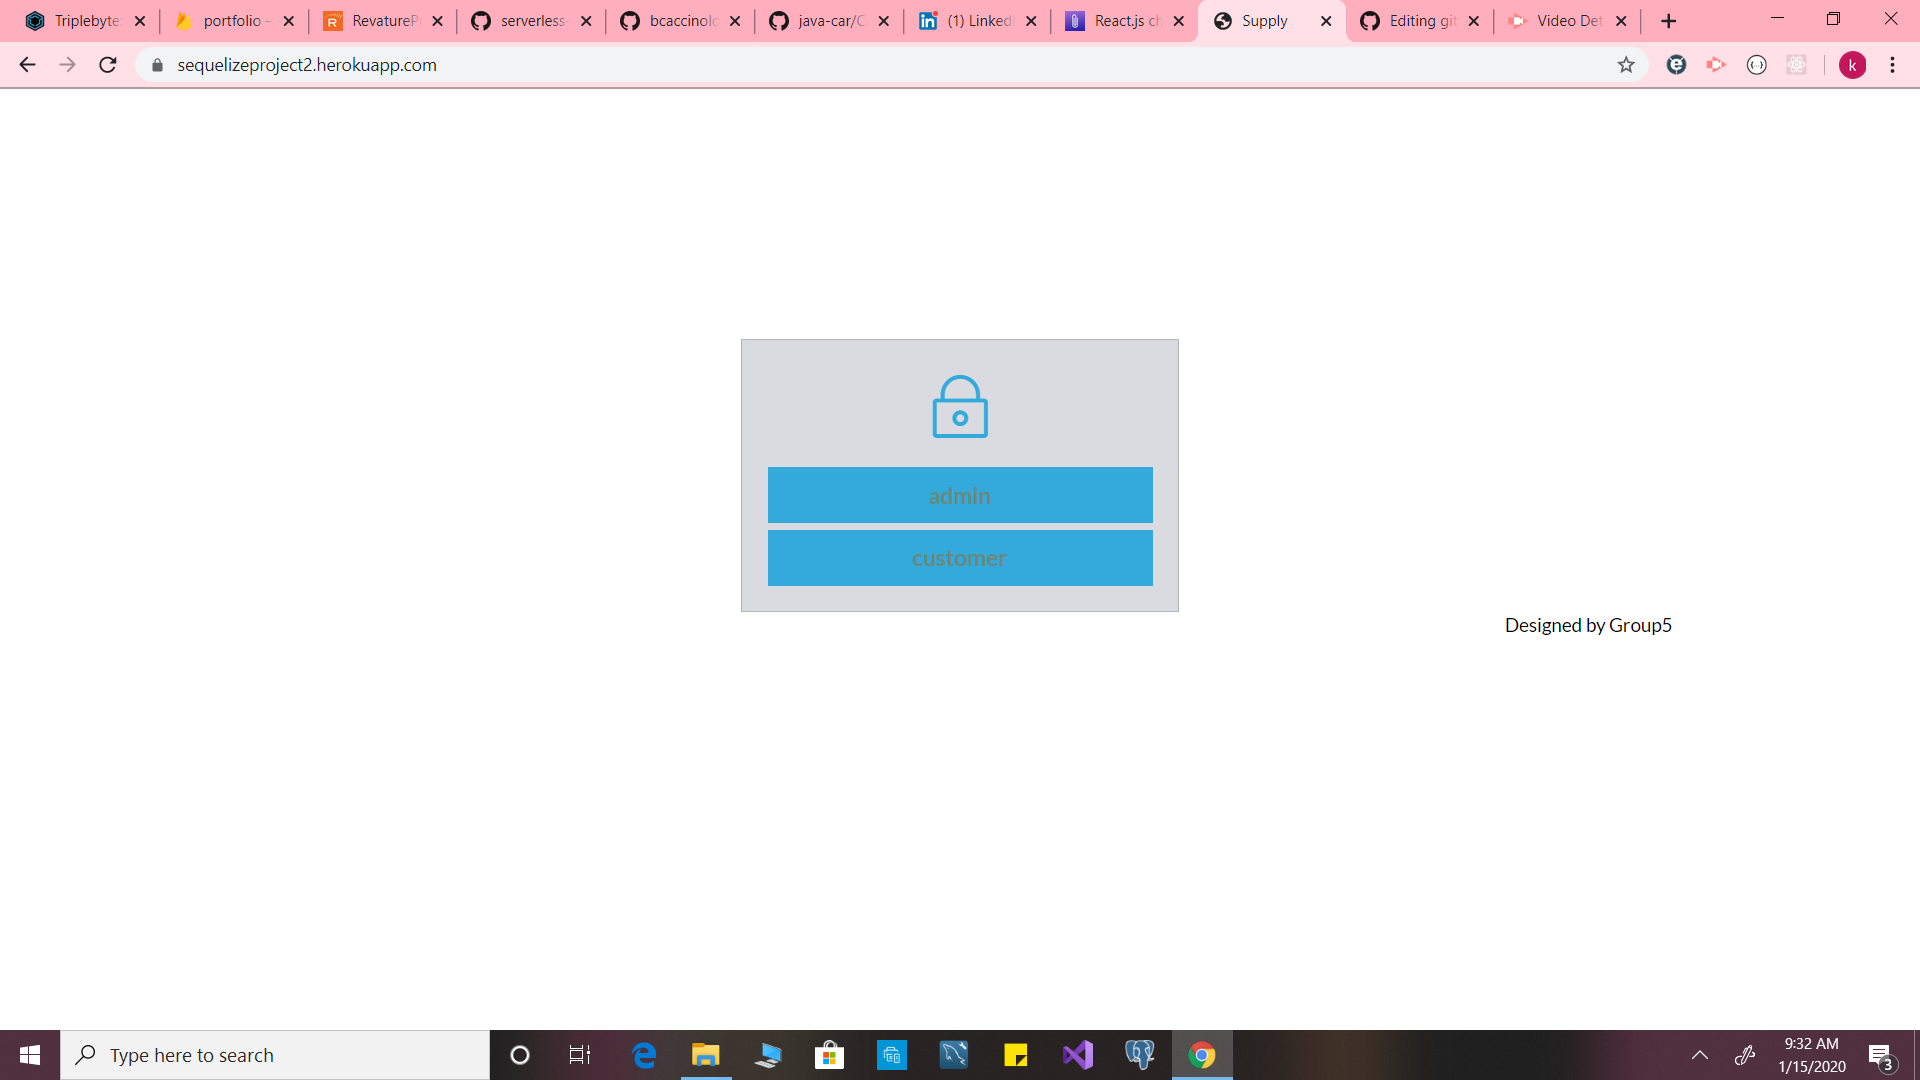 Triplebyte
portfolio –
RevatureP
serverless-
bcaccinolo
java-car/C
(1) Linked
React.js ch
Supply
Editing git
Video Det
sequelizeproject2.herokuapp.com
k
admin
customer
Designed by Group5
Type here to search
9:32 AM
1/15/2020
3